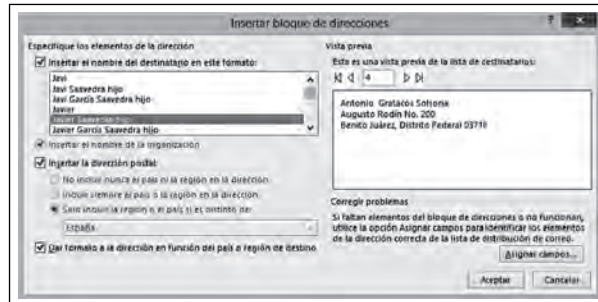 Insertar bloque de direcciones
?
Especifique los elementos de la dirección
Insertar el nombre del destinatario en este formato:
Javi
Javi Saavedra hijo
Javi García Saavedra hijo
Javier
Javier Saavedra hijo
Javier García Saavedra hijo
Insertar el nombre de la organización
Insertar la dirección postal:
No incluir nunca el país ni la región en la dirección
Incluir siempre el país o la región en la dirección
Solo incluir la región o el país si es distinto de:
España
Dar formato a la dirección en función del país o región de destino
Vista previa
Esta es una vista previa de la lista de destinatarios:
4
Antonio Gratacós Solsona
Augusto Rodin No. 200
Benito Juárez, Distrito Federal 03710
Corregir problemas
Si faltan elementos del bloque de direcciones o no funcionan,
utilice la opción Asignar campos para identificar los elementos
de la dirección correcta de la lista de distribución de correo.
Asignar campos...
Aceptar
Cancelar